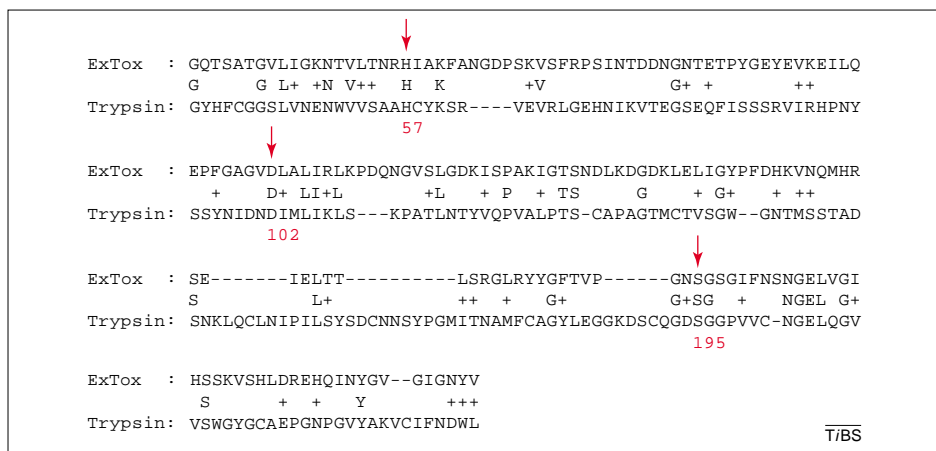 ExTox : GQTSATGVLIGKNTVLTNRHIAKFANGDPSKVSFRPSINTDDNGNTETPYGEYEVKEILQ
G G L+ +N V++ H K +V G+ + ++
Trypsin: GYHFCGGSLVNENWVVSAAHCYKSR----VEVRLGEHNIKVTEGSEQFISSSRVIRHPNY
57
ExTox : EPFGAGVDLALIRLKPDQNGVSLGDKISPAKIGTSNDLKDGDKLELIGYPFDHKVNQMHR
+ D+ LI+L +L + P + TS G + G+ + ++
Trypsin: SSYNIDNDIMLIKLS---KPATLNTYVQPVALPTS-CAPAGTMCTVSGW--GNTMSSTAD
102
ExTox : SE-------IELTT----------LSRGLRYYGFTVP------GNSGSGIFNSNGELVGI
S L+ ++ + G+ G+SG + NGEL G+
Trypsin: SNKLQCLNIPILSYSDCNNSYPGMITNAMFCAGYLEGGKDSCQGDSGGPVVC-NGELQGV
195
ExTox : HSSKVSHLDREHQINYGV--GIGNYV
S + + Y +++
Trypsin: VSWGYGCAEPGNPGVYAKVCIFNDWL
TiBS